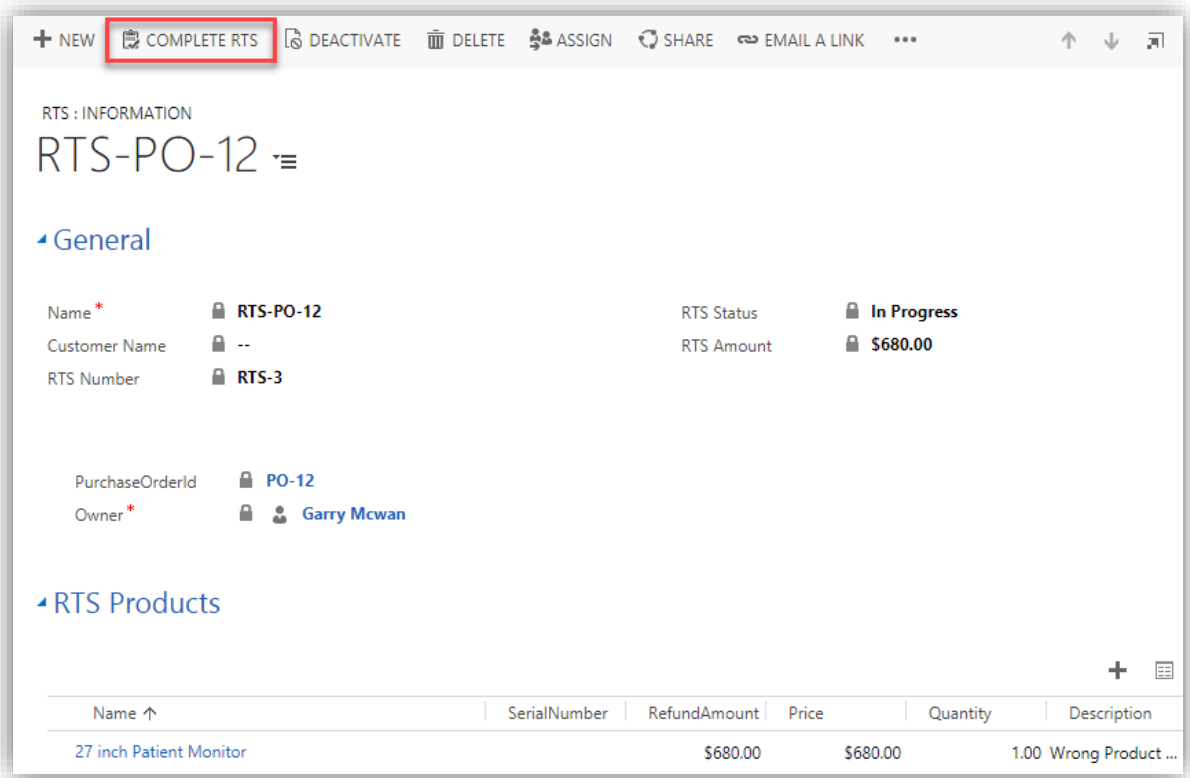 NEW COMPLETE RTS DEACTIVATE DELETE ASSIGN SHARE EMAIL A LINK •••
RTS : INFORMATION
RTS-PO-12
General
Name* RTS-PO-12 RTS Status In Progress
Customer Name -- RTS Amount $680.00
RTS Number RTS-3
PurchaseOrderId PO-12
Owner* Garry Mcwan
RTS Products
Name SerialNumber RefundAmount Price Quantity Description
27 inch Patient Monitor $680.00 $680.00 1.00 Wrong Product ...